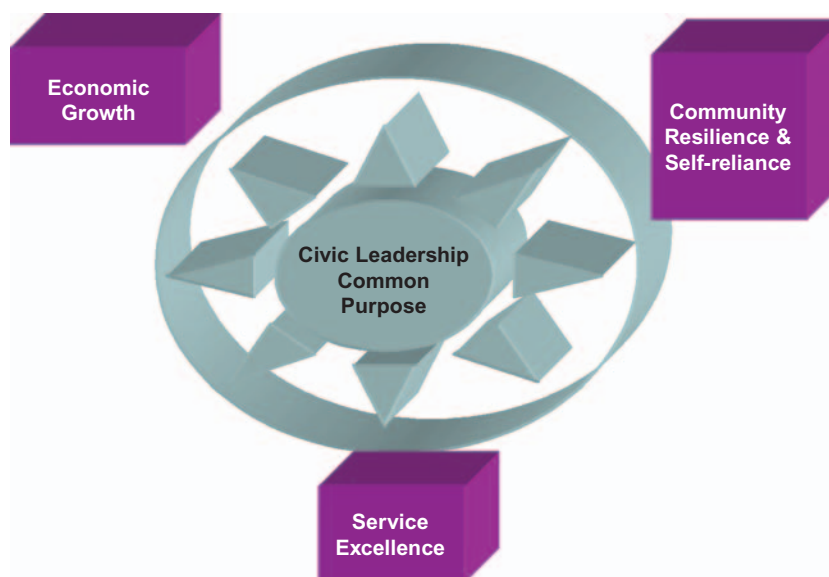 Economic
Growth
Community
Resilience &
Self-reliance
Civic Leadership
Common
Purpose
Service
Excellence